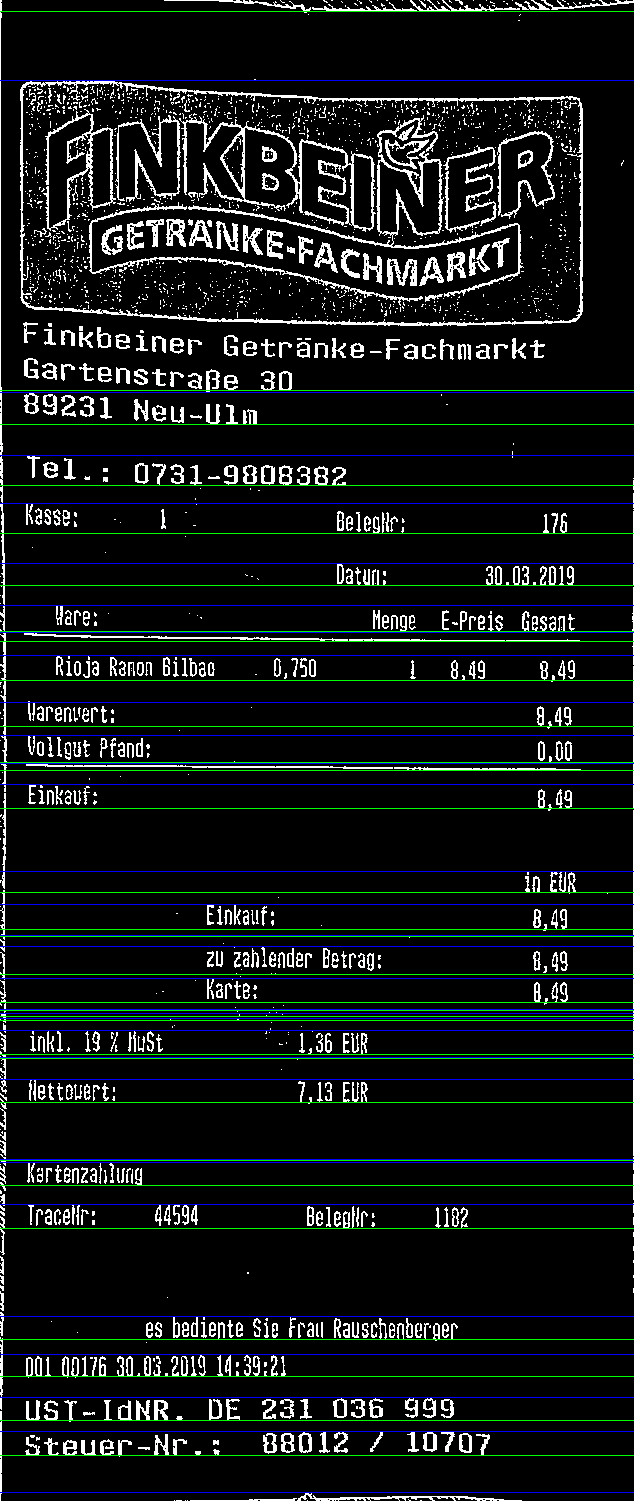 FINKBEINER
GETRÄNKE-FACHMARKT
Finkbeiner Getränke-Fachmarkt
Gartenstraße 30
89231 Neu-Ulm
Tel.: 0731-9808382
Kasse: 1 BelegNr: 176
Datum: 30.03.2019
Ware: Menge E-Preis Gesamt
Rioja Ramon Bilbao 0,750 1 8,49 8,49
Warenwert: 8,49
Vollgut Pfand: 0,00
Einkauf: 8,49
in EUR
Einkauf: 8,49
zu zahlender Betrag: 8,49
Karte: 8,49
inkl. 19 % MwSt 1,36 EUR
Nettowert: 7,13 EUR
Kartenzahlung
TraceNr: 44594 BelegNr: 1182
es bediente Sie Frau Rauschenberger
001 00176 30.03.2019 14:39:21
UST-IdNR. DE 231 036 999
Steuer-Nr.: 88012 / 10707